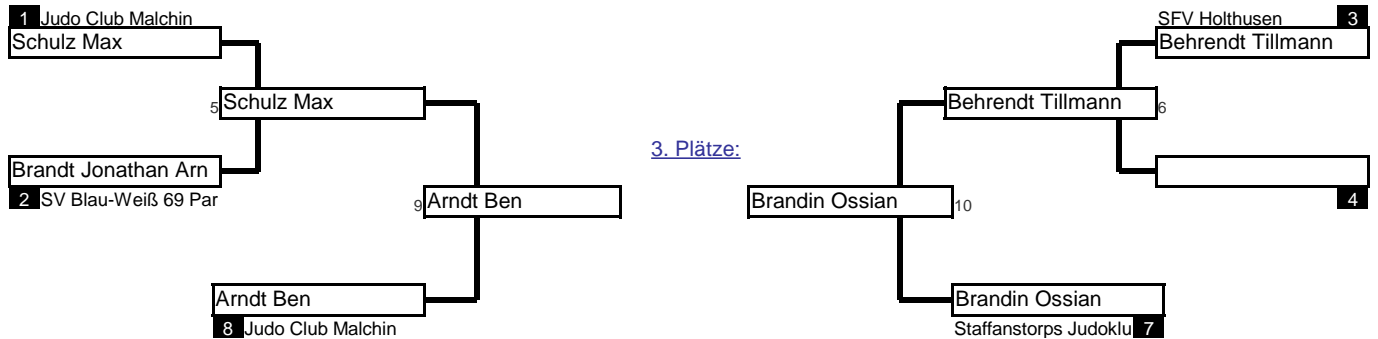 1 Judo Club Malchin
Schulz Max
5 Schulz Max
Brandt Jonathan Arn
2 SV Blau-Weiß 69 Par
9 Arndt Ben
Arndt Ben
8 Judo Club Malchin
3. Plätze:
SFV Holthusen 3
Behrendt Tillmann
Behrendt Tillmann 6
4
Brandin Ossian 10
Brandin Ossian
Staffanstorps Judoklu 7